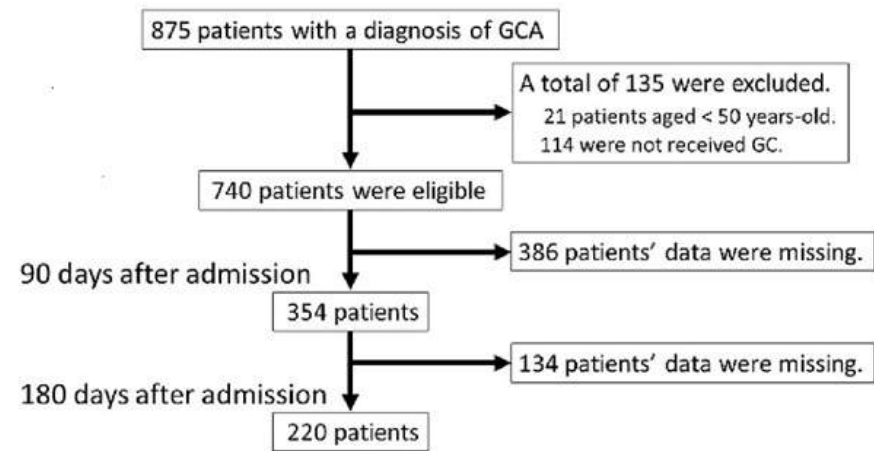 875 patients with a diagnosis of GCA
A total of 135 were excluded.
21 patients aged < 50 years-old.
114 were not received GC.
740 patients were eligible
386 patients’ data were missing.
90 days after admission
354 patients
134 patients’ data were missing.
180 days after admission
220 patients